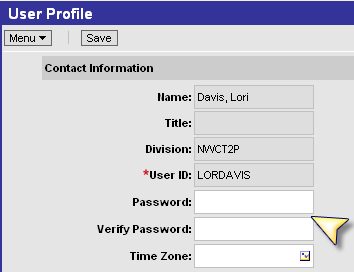 User Profile
Menu Save
Contact Information
Name: Davis, Lori
Title:
Division: NWCT2P
*User ID: LORDAVIS
Password:
Verify Password:
Time Zone: